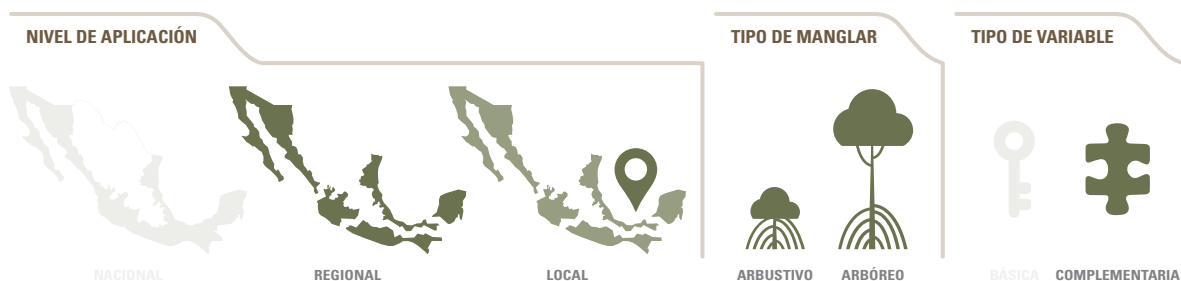 NIVEL DE APLICACIÓN
TIPO DE MANGLAR
TIPO DE VARIABLE
NACIONAL
REGIONAL
LOCAL
ARBUSTIVO
ARBÓREO
BÁSICA
COMPLEMENTARIA